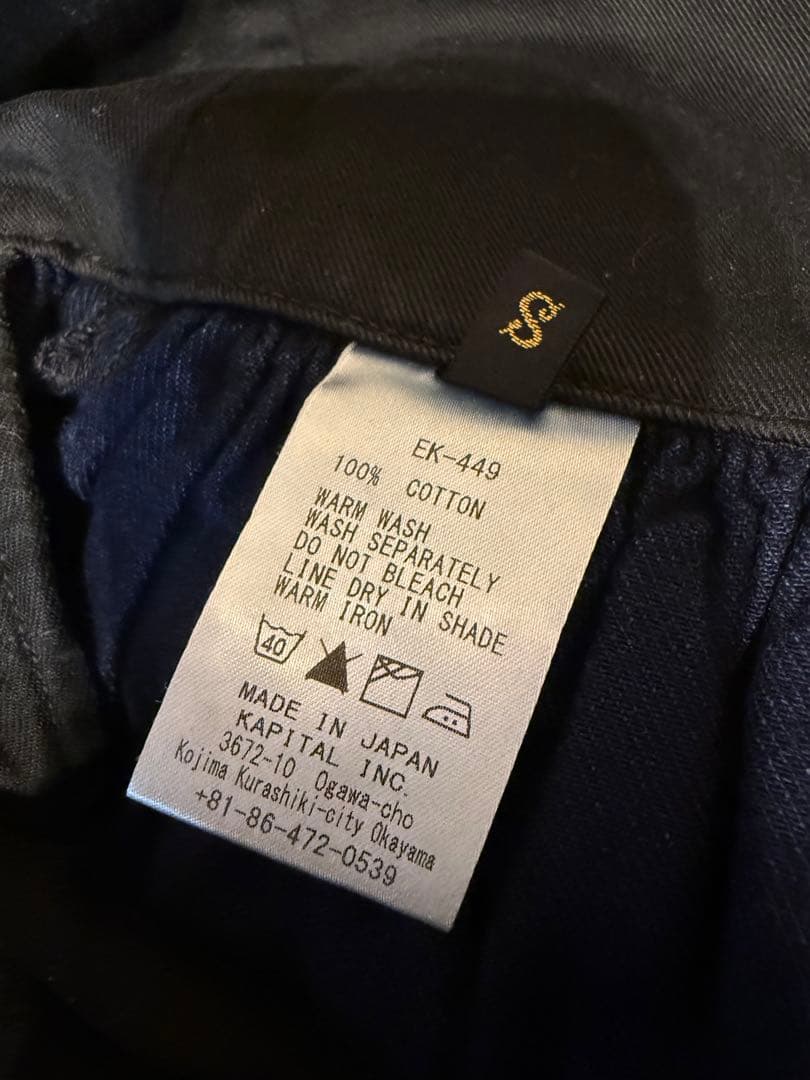 S
EK-449
100% COTTON
WARM WASH
WASH SEPARATELY
DO NOT BLEACH
LINE DRY IN SHADE
WARM IRON
40
MADE IN JAPAN
KAPITAL INC.
3672-10 Ogawa-cho
Kojima Kurashiki-city Okayama
+81-86-472-0539